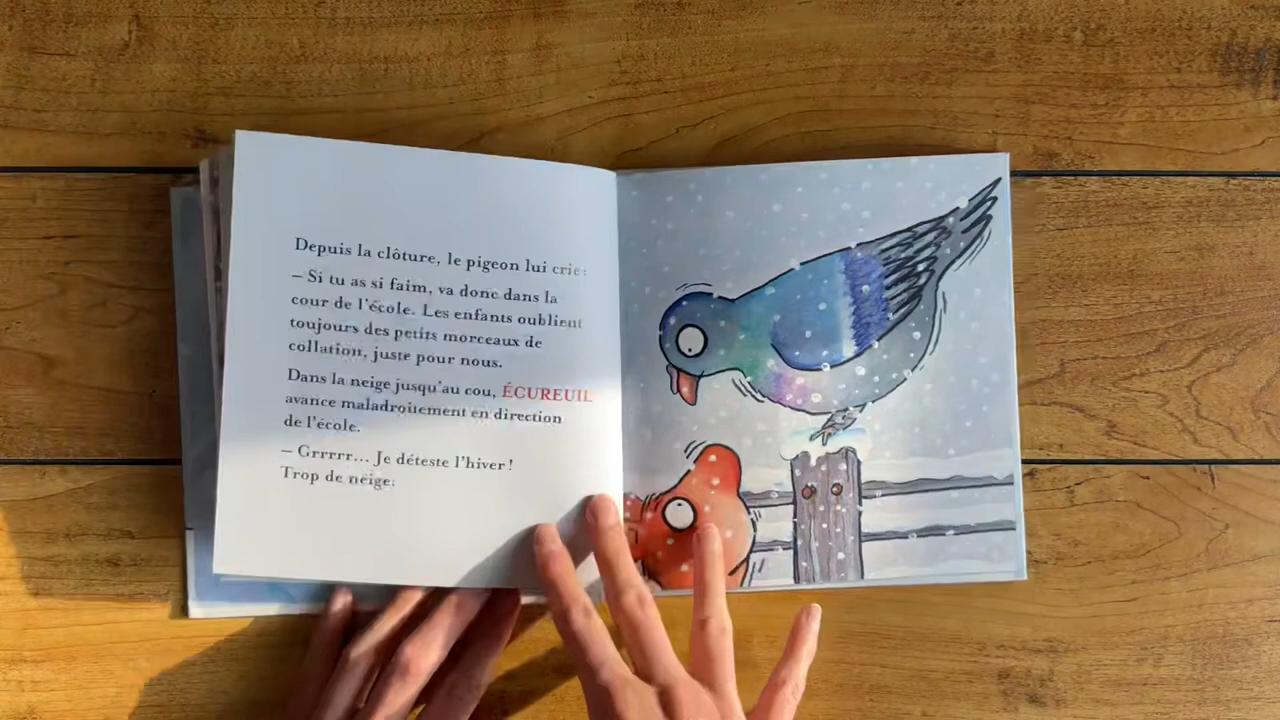 Depuis la clôture, le pigeon lui crie :
– Si tu as si faim, va donc dans la
cour de l'école. Les enfants oublient
toujours des petits morceaux de
collation, juste pour nous.
Dans la neige jusqu'au cou, ÉCUREUIL
avance maladroitement en direction
de l'école.
– Grrrrr... Je déteste l'hiver !
Trop de neige.